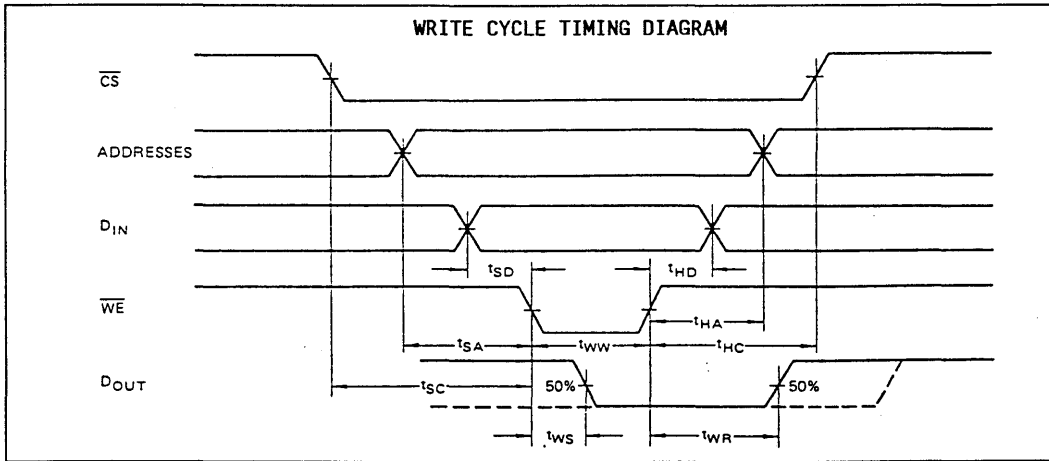 WRITE CYCLE TIMING DIAGRAM
CS
ADDRESSES
DIN
tSD
tHD
WE
tHA
tSA
tWW
tHC
DOUT
tSC
50%
50%
tWS
tWR